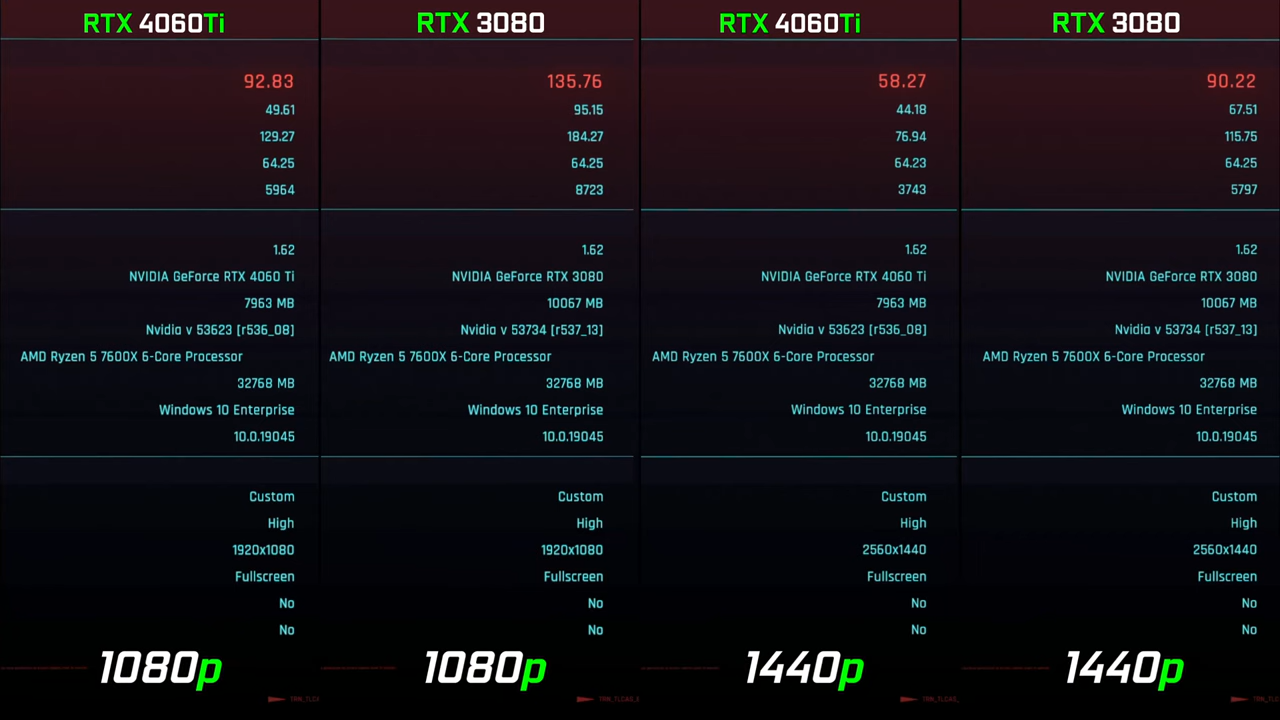 RTX 4060Ti RTX 3080 RTX 4060Ti RTX 3080
92.83 135.76 58.27 90.22
49.61 95.15 44.18 67.51
129.27 184.27 76.94 115.75
64.25 64.25 64.23 64.25
5964 8723 3743 5797
1.62 1.62 1.62 1.62
NVIDIA GeForce RTX 4060 Ti NVIDIA GeForce RTX 3080 NVIDIA GeForce RTX 4060 Ti NVIDIA GeForce RTX 3080
7963 MB 10067 MB 7963 MB 10067 MB
Nvidia v 53623 [r536_08] Nvidia v 53734 [r537_13] Nvidia v 53623 [r536_08] Nvidia v 53734 [r537_13]
AMD Ryzen 5 7600X 6-Core Processor AMD Ryzen 5 7600X 6-Core Processor AMD Ryzen 5 7600X 6-Core Processor AMD Ryzen 5 7600X 6-Core Processor
32768 MB 32768 MB 32768 MB 32768 MB
Windows 10 Enterprise Windows 10 Enterprise Windows 10 Enterprise Windows 10 Enterprise
10.0.19045 10.0.19045 10.0.19045 10.0.19045
Custom Custom Custom Custom
High High High High
1920x1080 1920x1080 2560x1440 2560x1440
Fullscreen Fullscreen Fullscreen Fullscreen
No No No No
No No No No
1080p 1080p 1440p 1440p